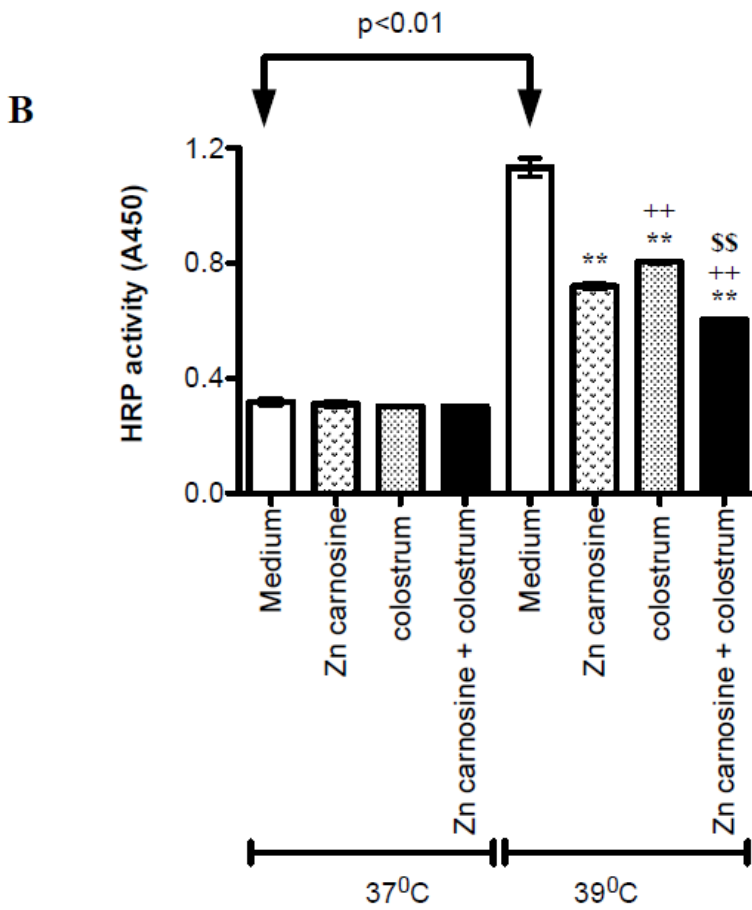 p<0.01
B
HRP activity (A450)
1.2
0.8
0.4
0.0
**
++
**
$$
++
**
Medium
Zn carnosine
colostrum
Zn carnosine + colostrum
Medium
Zn carnosine
colostrum
Zn carnosine + colostrum
37⁰C
39⁰C